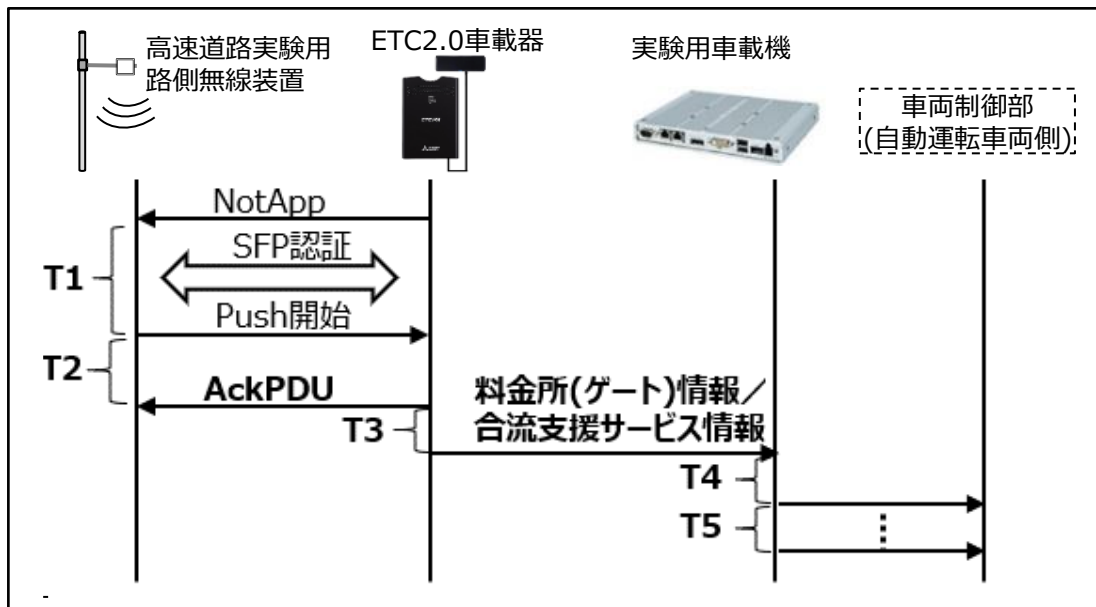 高速道路実験用
路側無線装置
ETC2.0車載器
実験用車載機
車両制御部
(自動運転車両側)
NotApp
SFP認証
T1
Push開始
T2
AckPDU
料金所(ゲート)情報／
合流支援サービス情報
T3
T4
T5
-